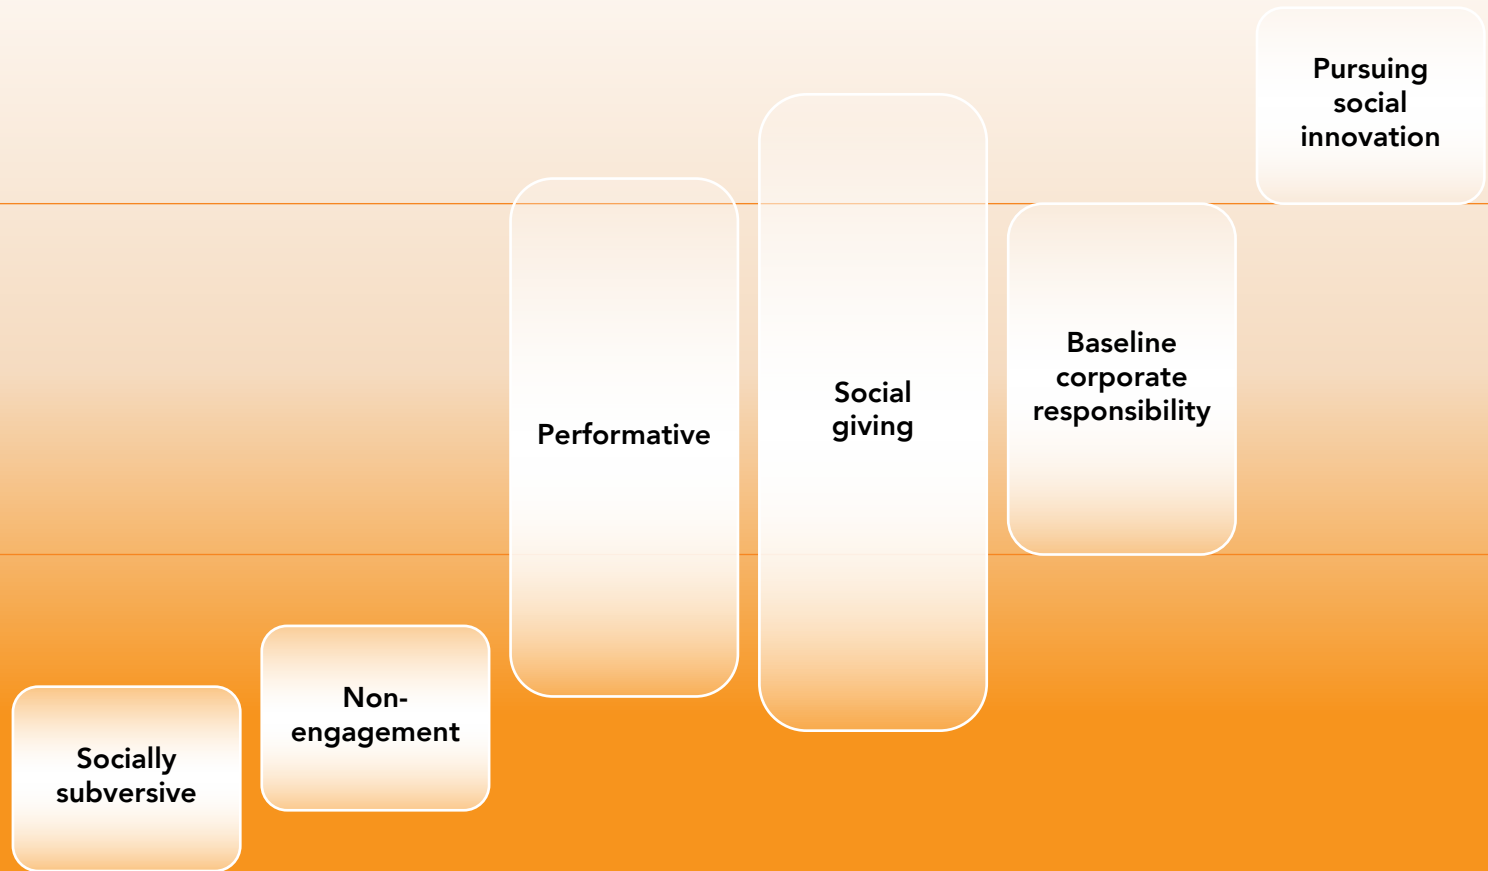 Socially
subversive
Non-
engagement
Performative
Social
giving
Baseline
corporate
responsibility
Pursuing
social
innovation